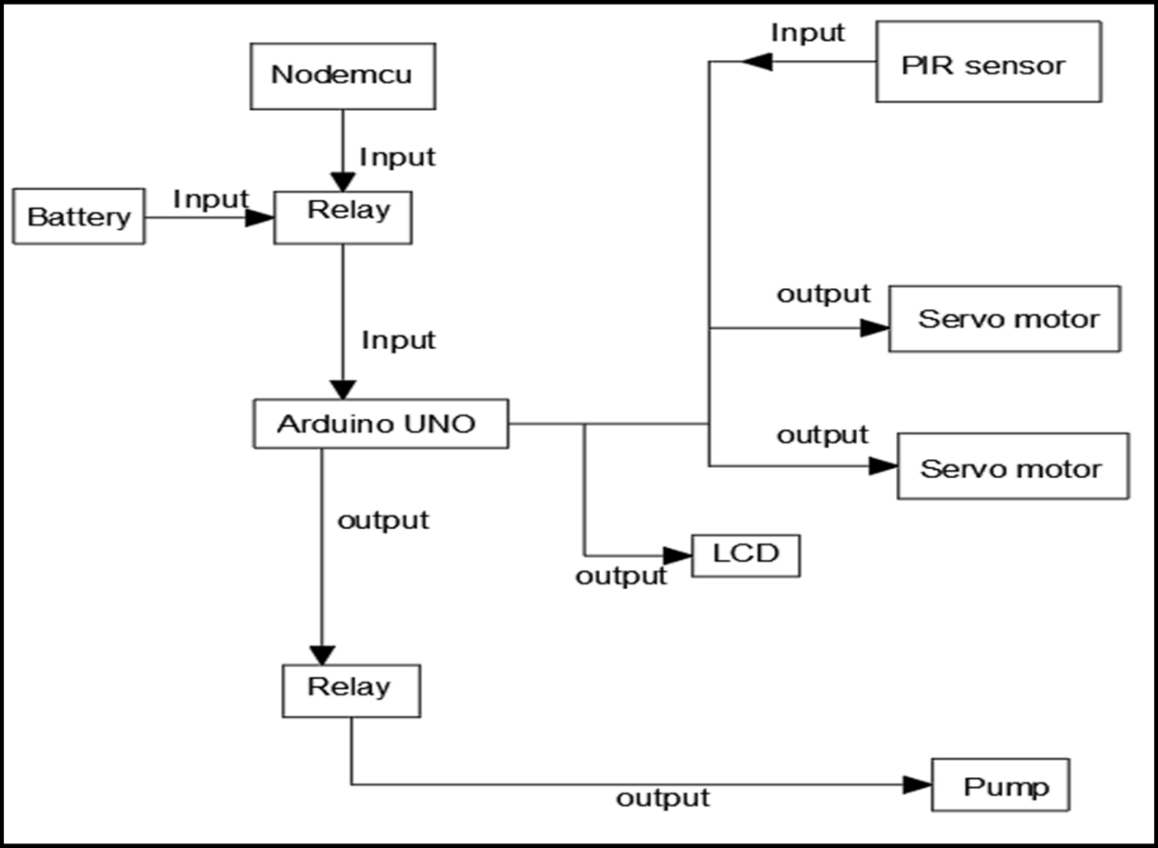 Input
PIR sensor
Nodemcu
Input
Input
Relay
Battery
output
Servo motor
Input
Arduino UNO
output
Servo motor
output
LCD
output
Relay
Pump
output